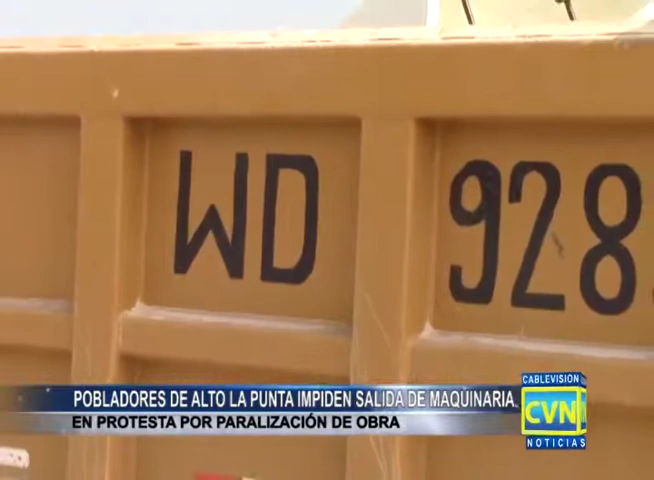 WD 928
POBLADORES DE ALTO LA PUNTA IMPIDEN SALIDA DE MAQUINARIA,
EN PROTESTA POR PARALIZACIÓN DE OBRA
CABLEVISION
CVN
NOTICIAS